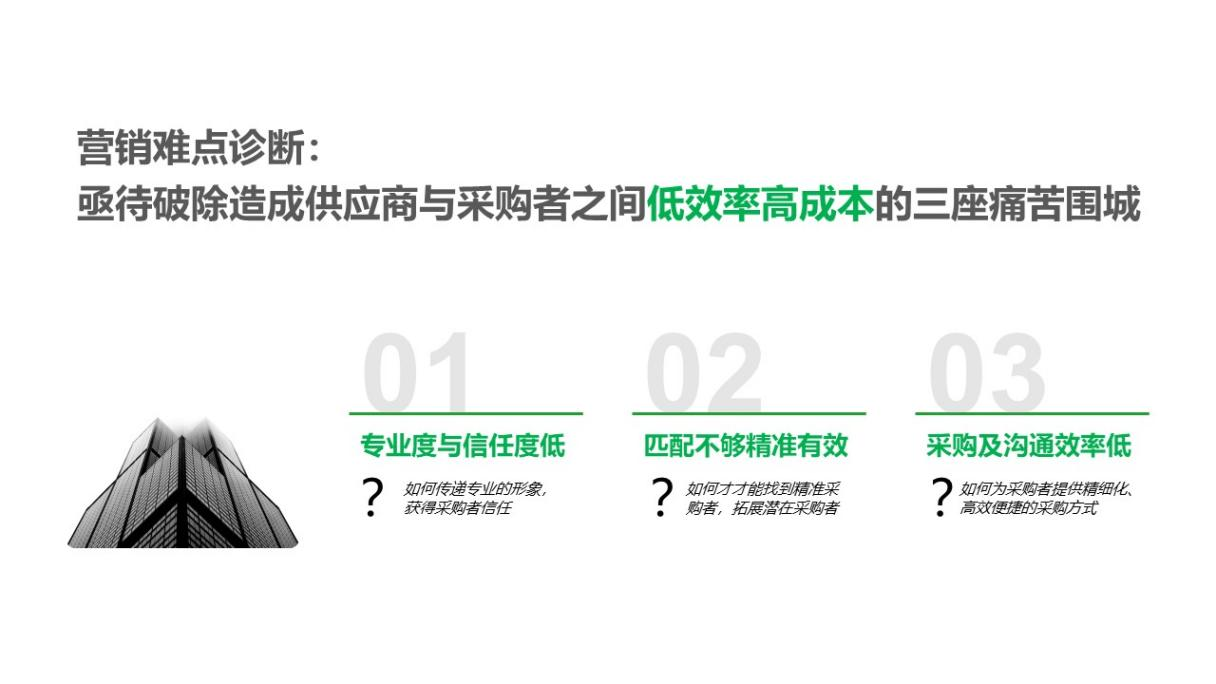 营销难点诊断：
亟待破除造成供应商与采购者之间低效率高成本的三座痛苦围城
01
专业度与信任度低
?
如何传递专业的形象，
获得采购者信任
02
匹配不够精准有效
?
如何才才能找到精准采
购者，拓展潜在采购者
03
采购及沟通效率低
?
如何为采购者提供精细化、
高效便捷的采购方式